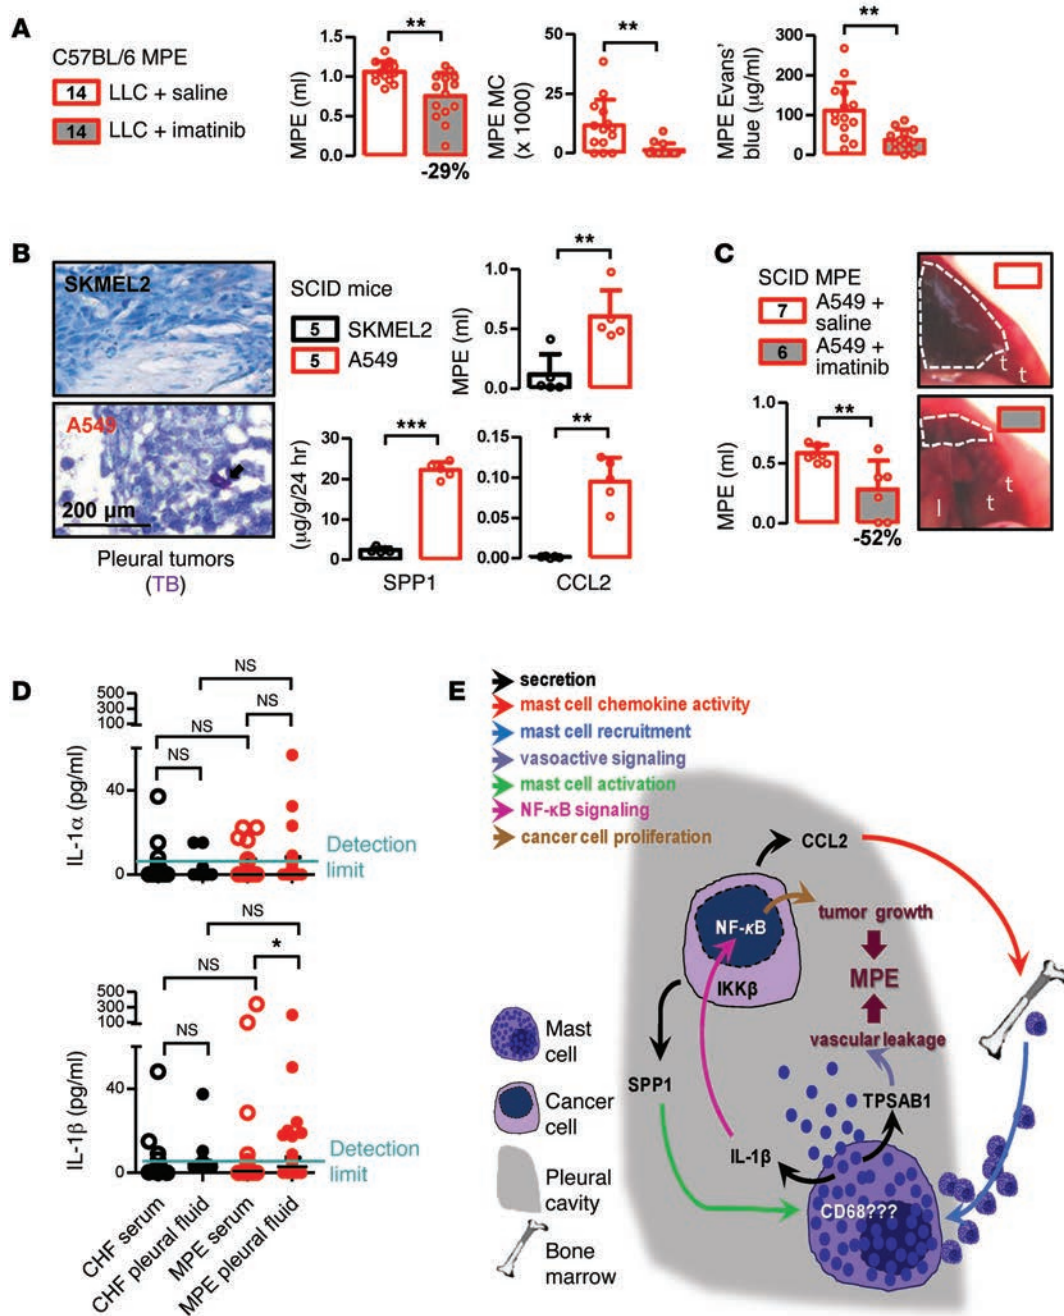 A
C57BL/6 MPE
14 LLC + saline
14 LLC + imatinib
MPE (ml)
1.5
1.0
0.5
0.0
**
-29%
MPE MC
(x 1000)
50
25
0
**
MPE Evans'
blue (µg/ml)
300
200
100
0
**
B
SKMEL2
A549
200 µm
Pleural tumors
(TB)
SCID mice
5 SKMEL2
5 A549
MPE (ml)
1.0
0.5
0.0
**
(µg/g/24 hr)
30
20
10
0
***
SPP1
0.15
0.10
0.05
0.00
**
CCL2
C
SCID MPE
7 A549 +
saline
6 A549 +
imatinib
MPE (ml)
1.0
0.5
0.0
**
-52%
t
t
l
t
t
D
IL-1α (pg/ml)
500
300
100
40
0
NS
NS
NS
NS
Detection
limit
IL-1β (pg/ml)
500
300
100
40
0
NS
*
NS
NS
Detection
limit
CHF serum
CHF pleural fluid
MPE serum
MPE pleural fluid
E
secretion
mast cell chemokine activity
mast cell recruitment
vasoactive signaling
mast cell activation
NF-κB signaling
cancer cell proliferation
CCL2
NF-κB
IKKβ
tumor growth
MPE
vascular leakage
SPP1
TPSAB1
IL-1β
CD68???
Mast
cell
Cancer
cell
Pleural
cavity
Bone
marrow